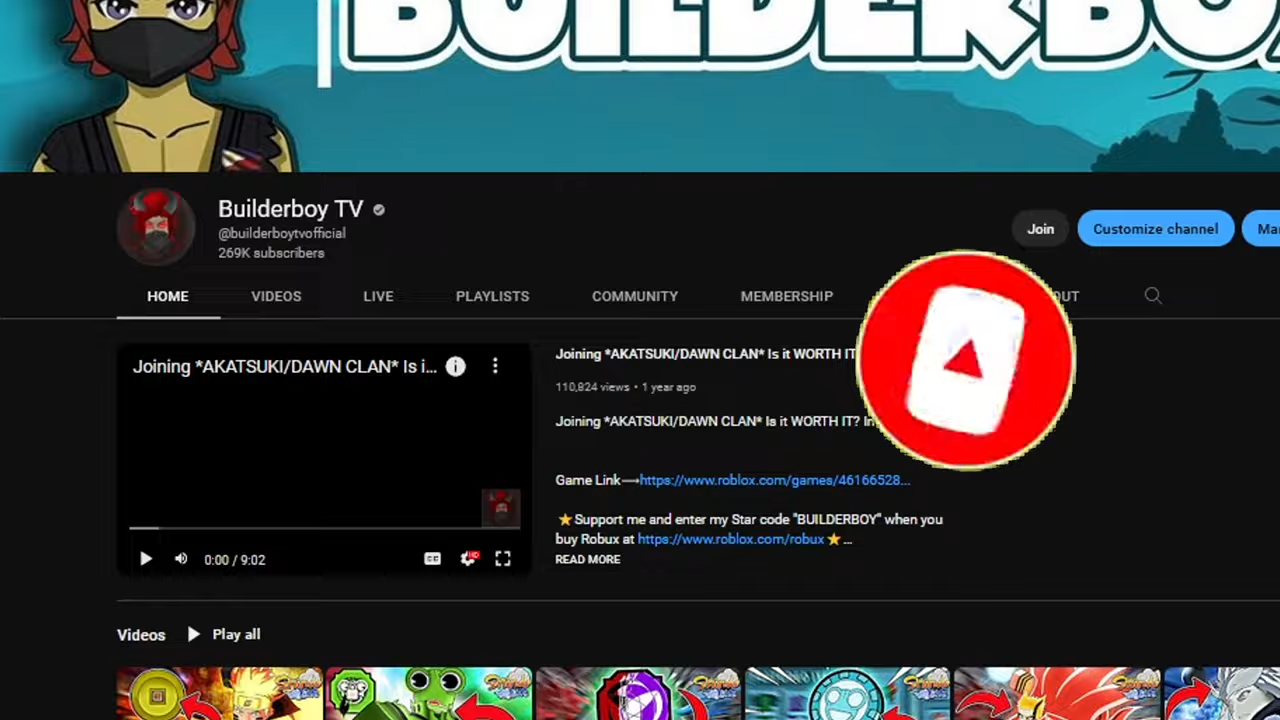 BUILDERBO
Builderboy TV
@builderboytvofficial
269K subscribers
Join
Customize channel
HOME
VIDEOS
LIVE
PLAYLISTS
COMMUNITY
MEMBERSHIP
Joining *AKATSUKI/DAWN CLAN* Is i...
Joining *AKATSUKI/DAWN CLAN* Is it WORTH IT
110,824 views • 1 year ago
Joining *AKATSUKI/DAWN CLAN* Is it WORTH IT?
Game Link—›https://www.roblox.com/games/46166528...
⭐Support me and enter my Star code "BUILDERBOY" when you
buy Robux at https://www.roblox.com/robux ⭐...
READ MORE
0:00 / 9:02
HD
Videos
Play all